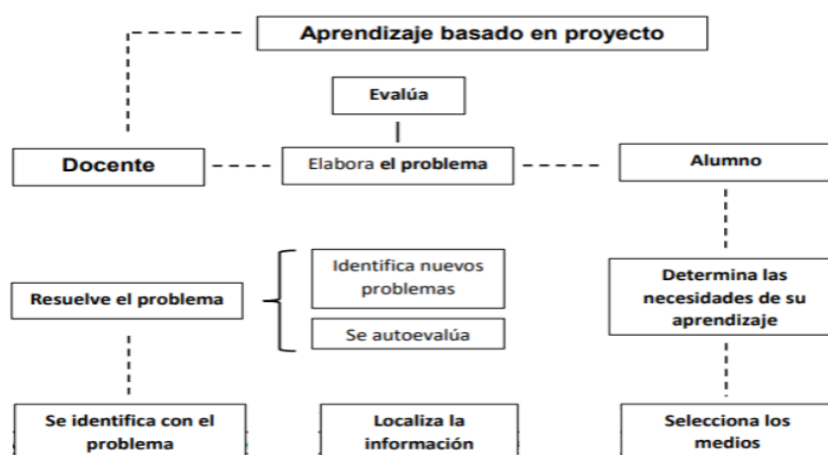 Aprendizaje basado en proyecto
Evalúa
Docente
Elabora el problema
Alumno
Identifica nuevos
problemas
Resuelve el problema
Se autoevalúa
Determina las
necesidades de su
aprendizaje
Se identifica con el
problema
Localiza la
información
Selecciona los
medios